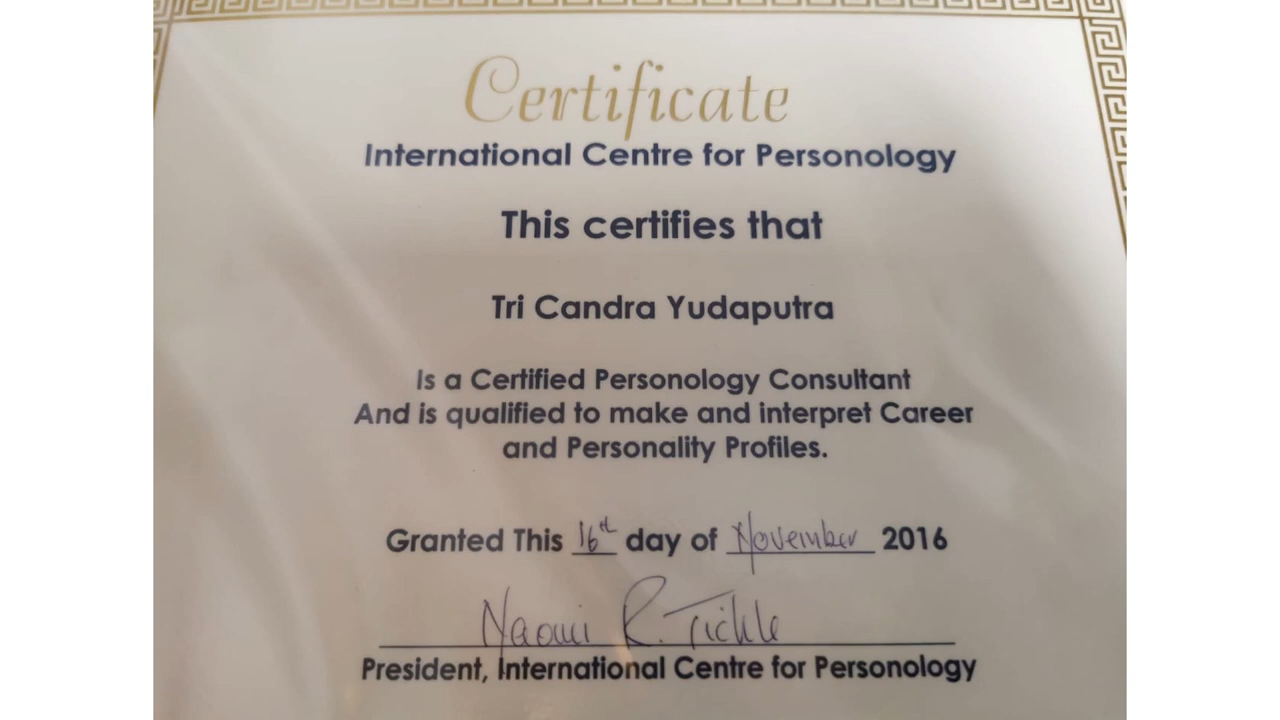 Certificate
International Centre for Personology
This certifies that
Tri Candra Yudaputra
Is a Certified Personology Consultant
And is qualified to make and interpret Career
and Personality Profiles.
Granted This 16th day of November 2016
Naomi R. Tickle
President, International Centre for Personology